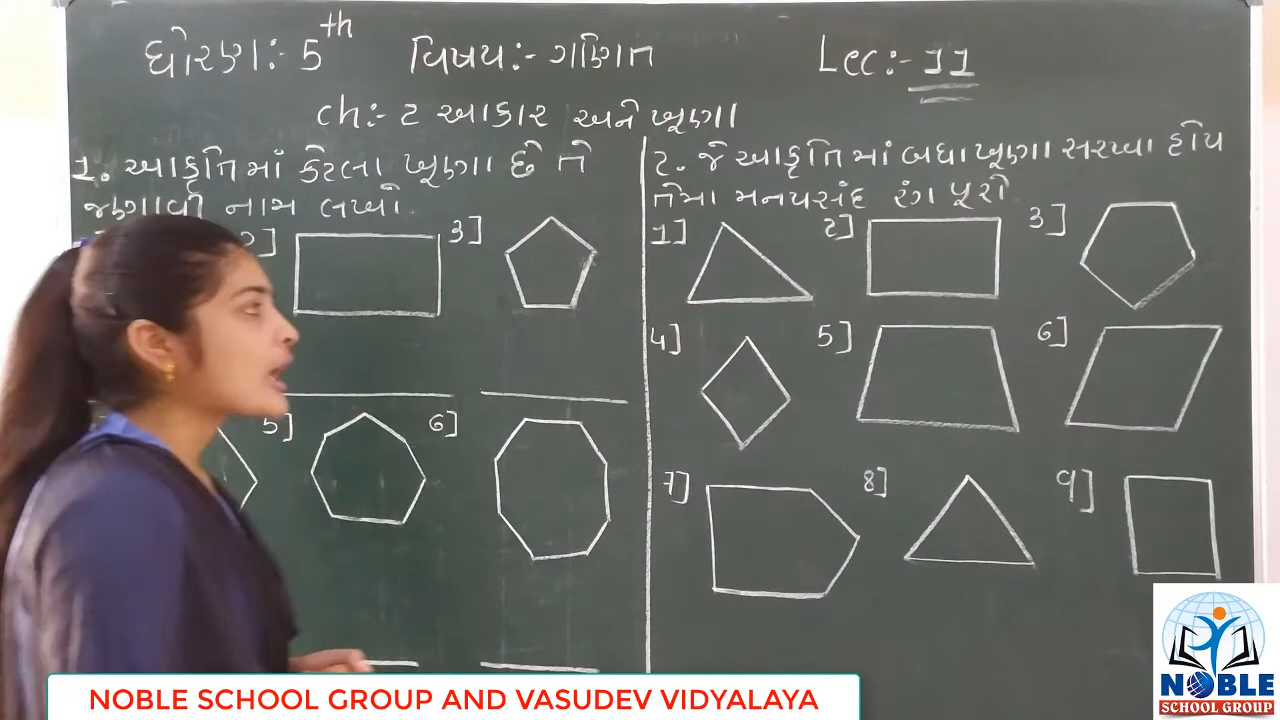 ધોરણ:- 5th વિષય:- ગણિત Lec:- 11
ch:- ૨ આકાર અને ખૂણા
1. આકૃતિમાં કેટલા ખૂણા છે તે
જણાવી નામ લખો.
2] 3]
5] 6]
૨. જે આકૃતિમાં બધા ખૂણા સરખા હોય
તેમા મનપસંદ રંગ પૂરો.
1] 2] 3]
4] 5] 6]
7] 8] 9]
NOBLE SCHOOL GROUP AND VASUDEV VIDYALAYA
NOBLE
SCHOOL GROUP